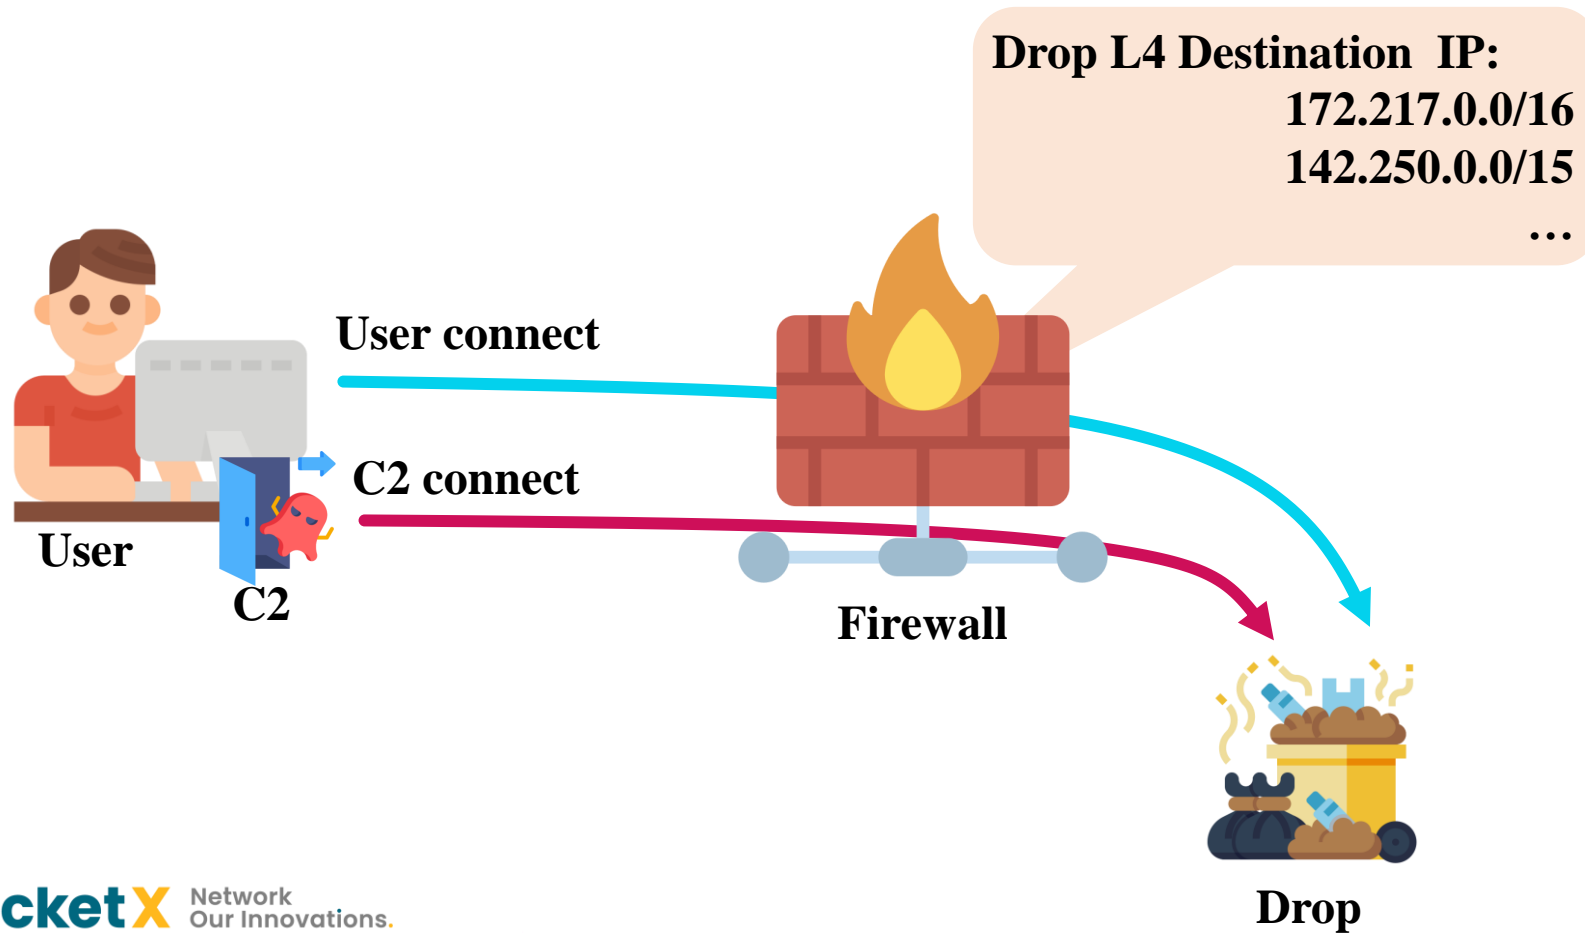 Drop L4 Destination IP:
172.217.0.0/16
142.250.0.0/15
…
User connect
C2 connect
User
C2
Firewall
Drop
cketX Network
Our Innovations.